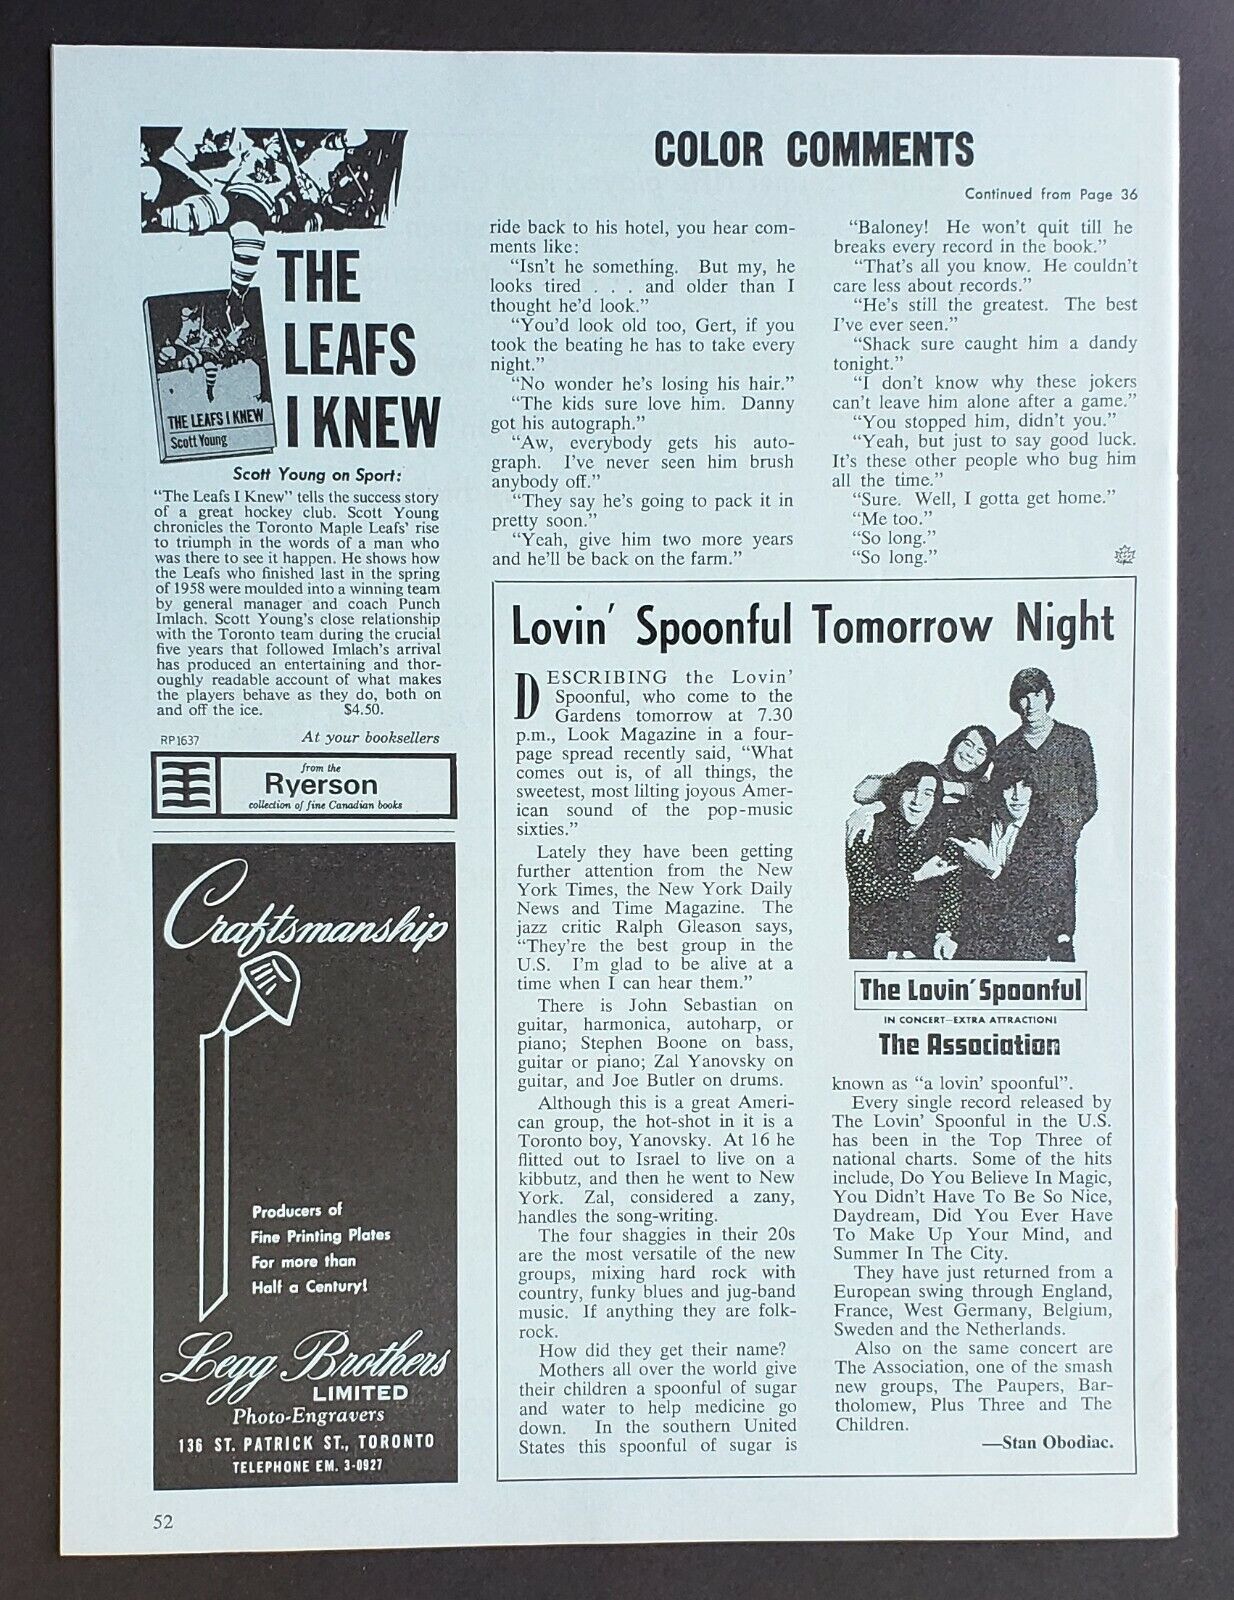 THE
LEAFS
I KNEW
THE LEAFS I KNEW
Scott Young
Scott Young on Sport:
"The Leafs I Knew" tells the success story
of a great hockey club. Scott Young
chronicles the Toronto Maple Leafs' rise
to triumph in the words of a man who
was there to see it happen. He shows how
the Leafs who finished last in the spring
of 1958 were moulded into a winning team
by general manager and coach Punch
Imlach. Scott Young's close relationship
with the Toronto team during the crucial
five years that followed Imlach's arrival
has produced an entertaining and thor-
oughly readable account of what makes
the players behave as they do, both on
and off the ice. $4.50.
RP1637 At your booksellers
from the
Ryerson
collection of fine Canadian books
Craftsmanship
Producers of
Fine Printing Plates
For more than
Half a Century!
Legg Brothers
LIMITED
Photo-Engravers
136 ST. PATRICK ST., TORONTO
TELEPHONE EM. 3-0927
52
COLOR COMMENTS
Continued from Page 36
ride back to his hotel, you hear com-
ments like:
"Isn't he something. But my, he
looks tired . . . and older than I
thought he'd look."
"You'd look old too, Gert, if you
took the beating he has to take every
night."
"No wonder he's losing his hair."
"The kids sure love him. Danny
got his autograph."
"Aw, everybody gets his auto-
graph. I've never seen him brush
anybody off."
"They say he's going to pack it in
pretty soon."
"Yeah, give him two more years
and he'll be back on the farm."
"Baloney! He won't quit till he
breaks every record in the book."
"That's all you know. He couldn't
care less about records."
"He's still the greatest. The best
I've ever seen."
"Shack sure caught him a dandy
tonight."
"I don't know why these jokers
can't leave him alone after a game."
"You stopped him, didn't you."
"Yeah, but just to say good luck.
It's these other people who bug him
all the time."
"Sure. Well, I gotta get home."
"Me too."
"So long."
"So long."
Lovin' Spoonful Tomorrow Night
DESCRIBING the Lovin'
Spoonful, who come to the
Gardens tomorrow at 7.30
p.m., Look Magazine in a four-
page spread recently said, "What
comes out is, of all things, the
sweetest, most lilting joyous Amer-
ican sound of the pop-music
sixties."
Lately they have been getting
further attention from the New
York Times, the New York Daily
News and Time Magazine. The
jazz critic Ralph Gleason says,
"They're the best group in the
U.S. I'm glad to be alive at a
time when I can hear them."
There is John Sebastian on
guitar, harmonica, autoharp, or
piano; Stephen Boone on bass,
guitar or piano; Zal Yanovsky on
guitar, and Joe Butler on drums.
Although this is a great Ameri-
can group, the hot-shot in it is a
Toronto boy, Yanovsky. At 16 he
flitted out to Israel to live on a
kibbutz, and then he went to New
York. Zal, considered a zany,
handles the song-writing.
The four shaggies in their 20s
are the most versatile of the new
groups, mixing hard rock with
country, funky blues and jug-band
music. If anything they are folk-
rock.
How did they get their name?
Mothers all over the world give
their children a spoonful of sugar
and water to help medicine go
down. In the southern United
States this spoonful of sugar is
The Lovin' Spoonful
IN CONCERT—EXTRA ATTRACTION!
The Association
known as "a lovin' spoonful".
Every single record released by
The Lovin' Spoonful in the U.S.
has been in the Top Three of
national charts. Some of the hits
include, Do You Believe In Magic,
You Didn't Have To Be So Nice,
Daydream, Did You Ever Have
To Make Up Your Mind, and
Summer In The City.
They have just returned from a
European swing through England,
France, West Germany, Belgium,
Sweden and the Netherlands.
Also on the same concert are
The Association, one of the smash
new groups, The Paupers, Bar-
tholomew, Plus Three and The
Children.
—Stan Obodiac.